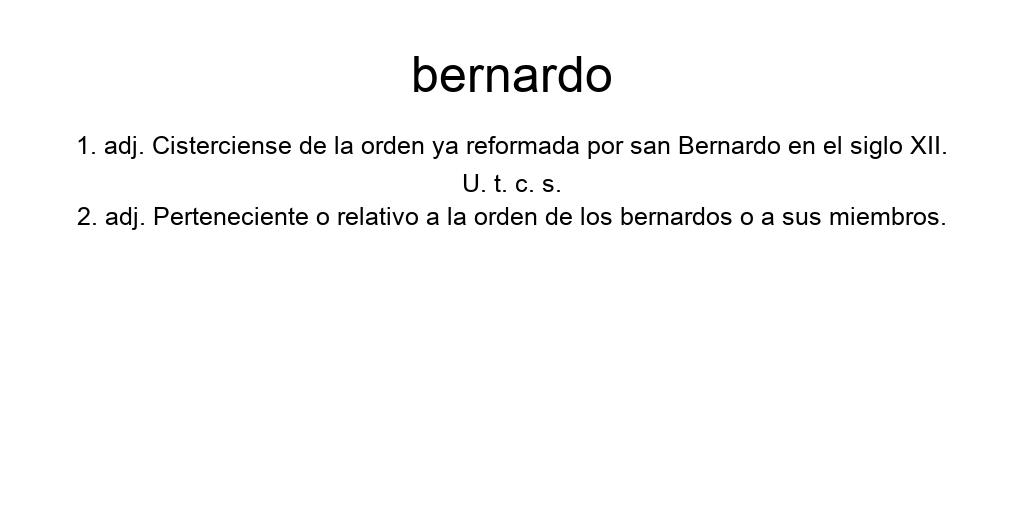 bernardo
1. adj. Cisterciense de la orden ya reformada por san Bernardo en el siglo XII.
U. t. c. s.
2. adj. Perteneciente o relativo a la orden de los bernardos o a sus miembros.